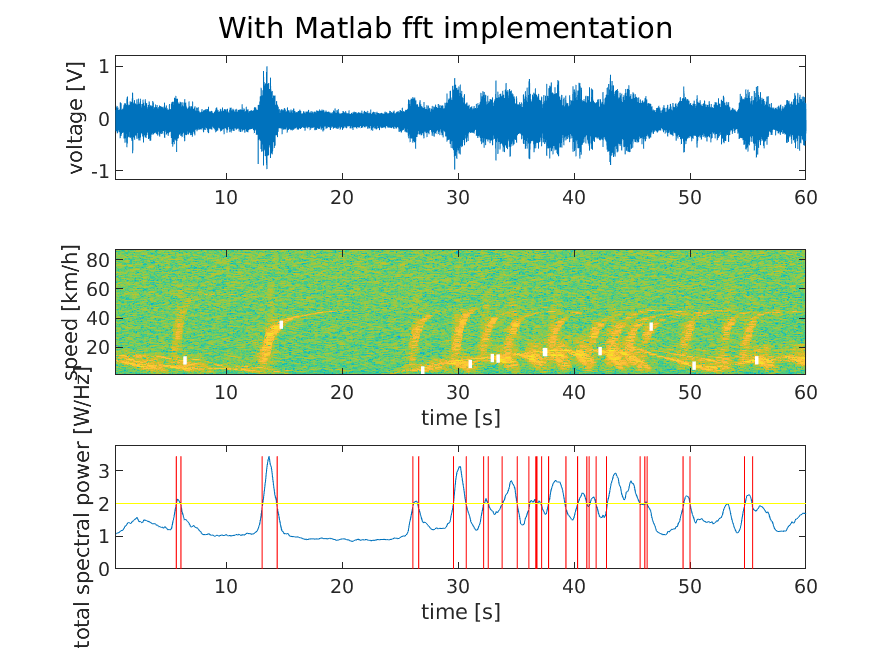 With Matlab fft implementation
voltage [V]
1
0
-1
10 20 30 40 50 60
speed [km/h]
80
60
40
20
10 20 30 40 50 60
time [s]
total spectral power [W/Hz]
3
2
1
0
10 20 30 40 50 60
time [s]